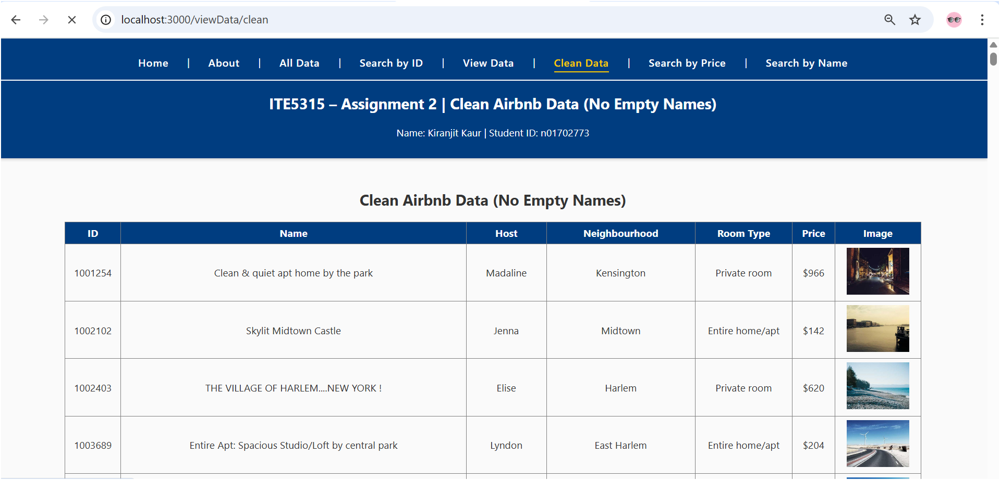 localhost:3000/viewData/clean
Home | About | All Data | Search by ID | View Data | Clean Data | Search by Price | Search by Name
ITE5315 – Assignment 2 | Clean Airbnb Data (No Empty Names)
Name: Kiranjit Kaur | Student ID: n01702773
Clean Airbnb Data (No Empty Names)
ID Name Host Neighbourhood Room Type Price Image
1001254 Clean & quiet apt home by the park Madaline Kensington Private room $966
1002102 Skylit Midtown Castle Jenna Midtown Entire home/apt $142
1002403 THE VILLAGE OF HARLEM....NEW YORK ! Elise Harlem Private room $620
1003689 Entire Apt: Spacious Studio/Loft by central park Lyndon East Harlem Entire home/apt $204